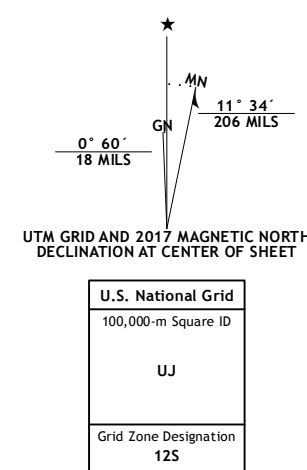 ★
MN
GN
11° 34´
206 MILS
0° 60´
18 MILS
UTM GRID AND 2017 MAGNETIC NORTH
DECLINATION AT CENTER OF SHEET
U.S. National Grid
100,000-m Square ID
UJ
Grid Zone Designation
12S